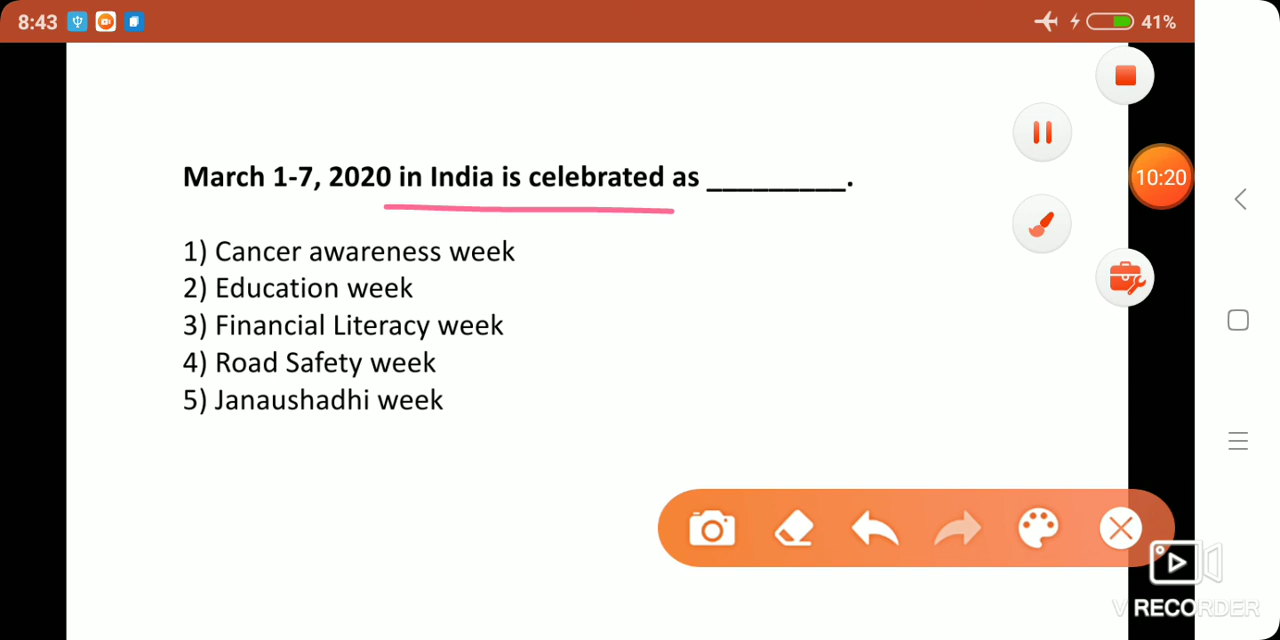 8:43
41%
March 1-7, 2020 in India is celebrated as _________.
10:20
1) Cancer awareness week
2) Education week
3) Financial Literacy week
4) Road Safety week
5) Janaushadhi week
V RECORDER